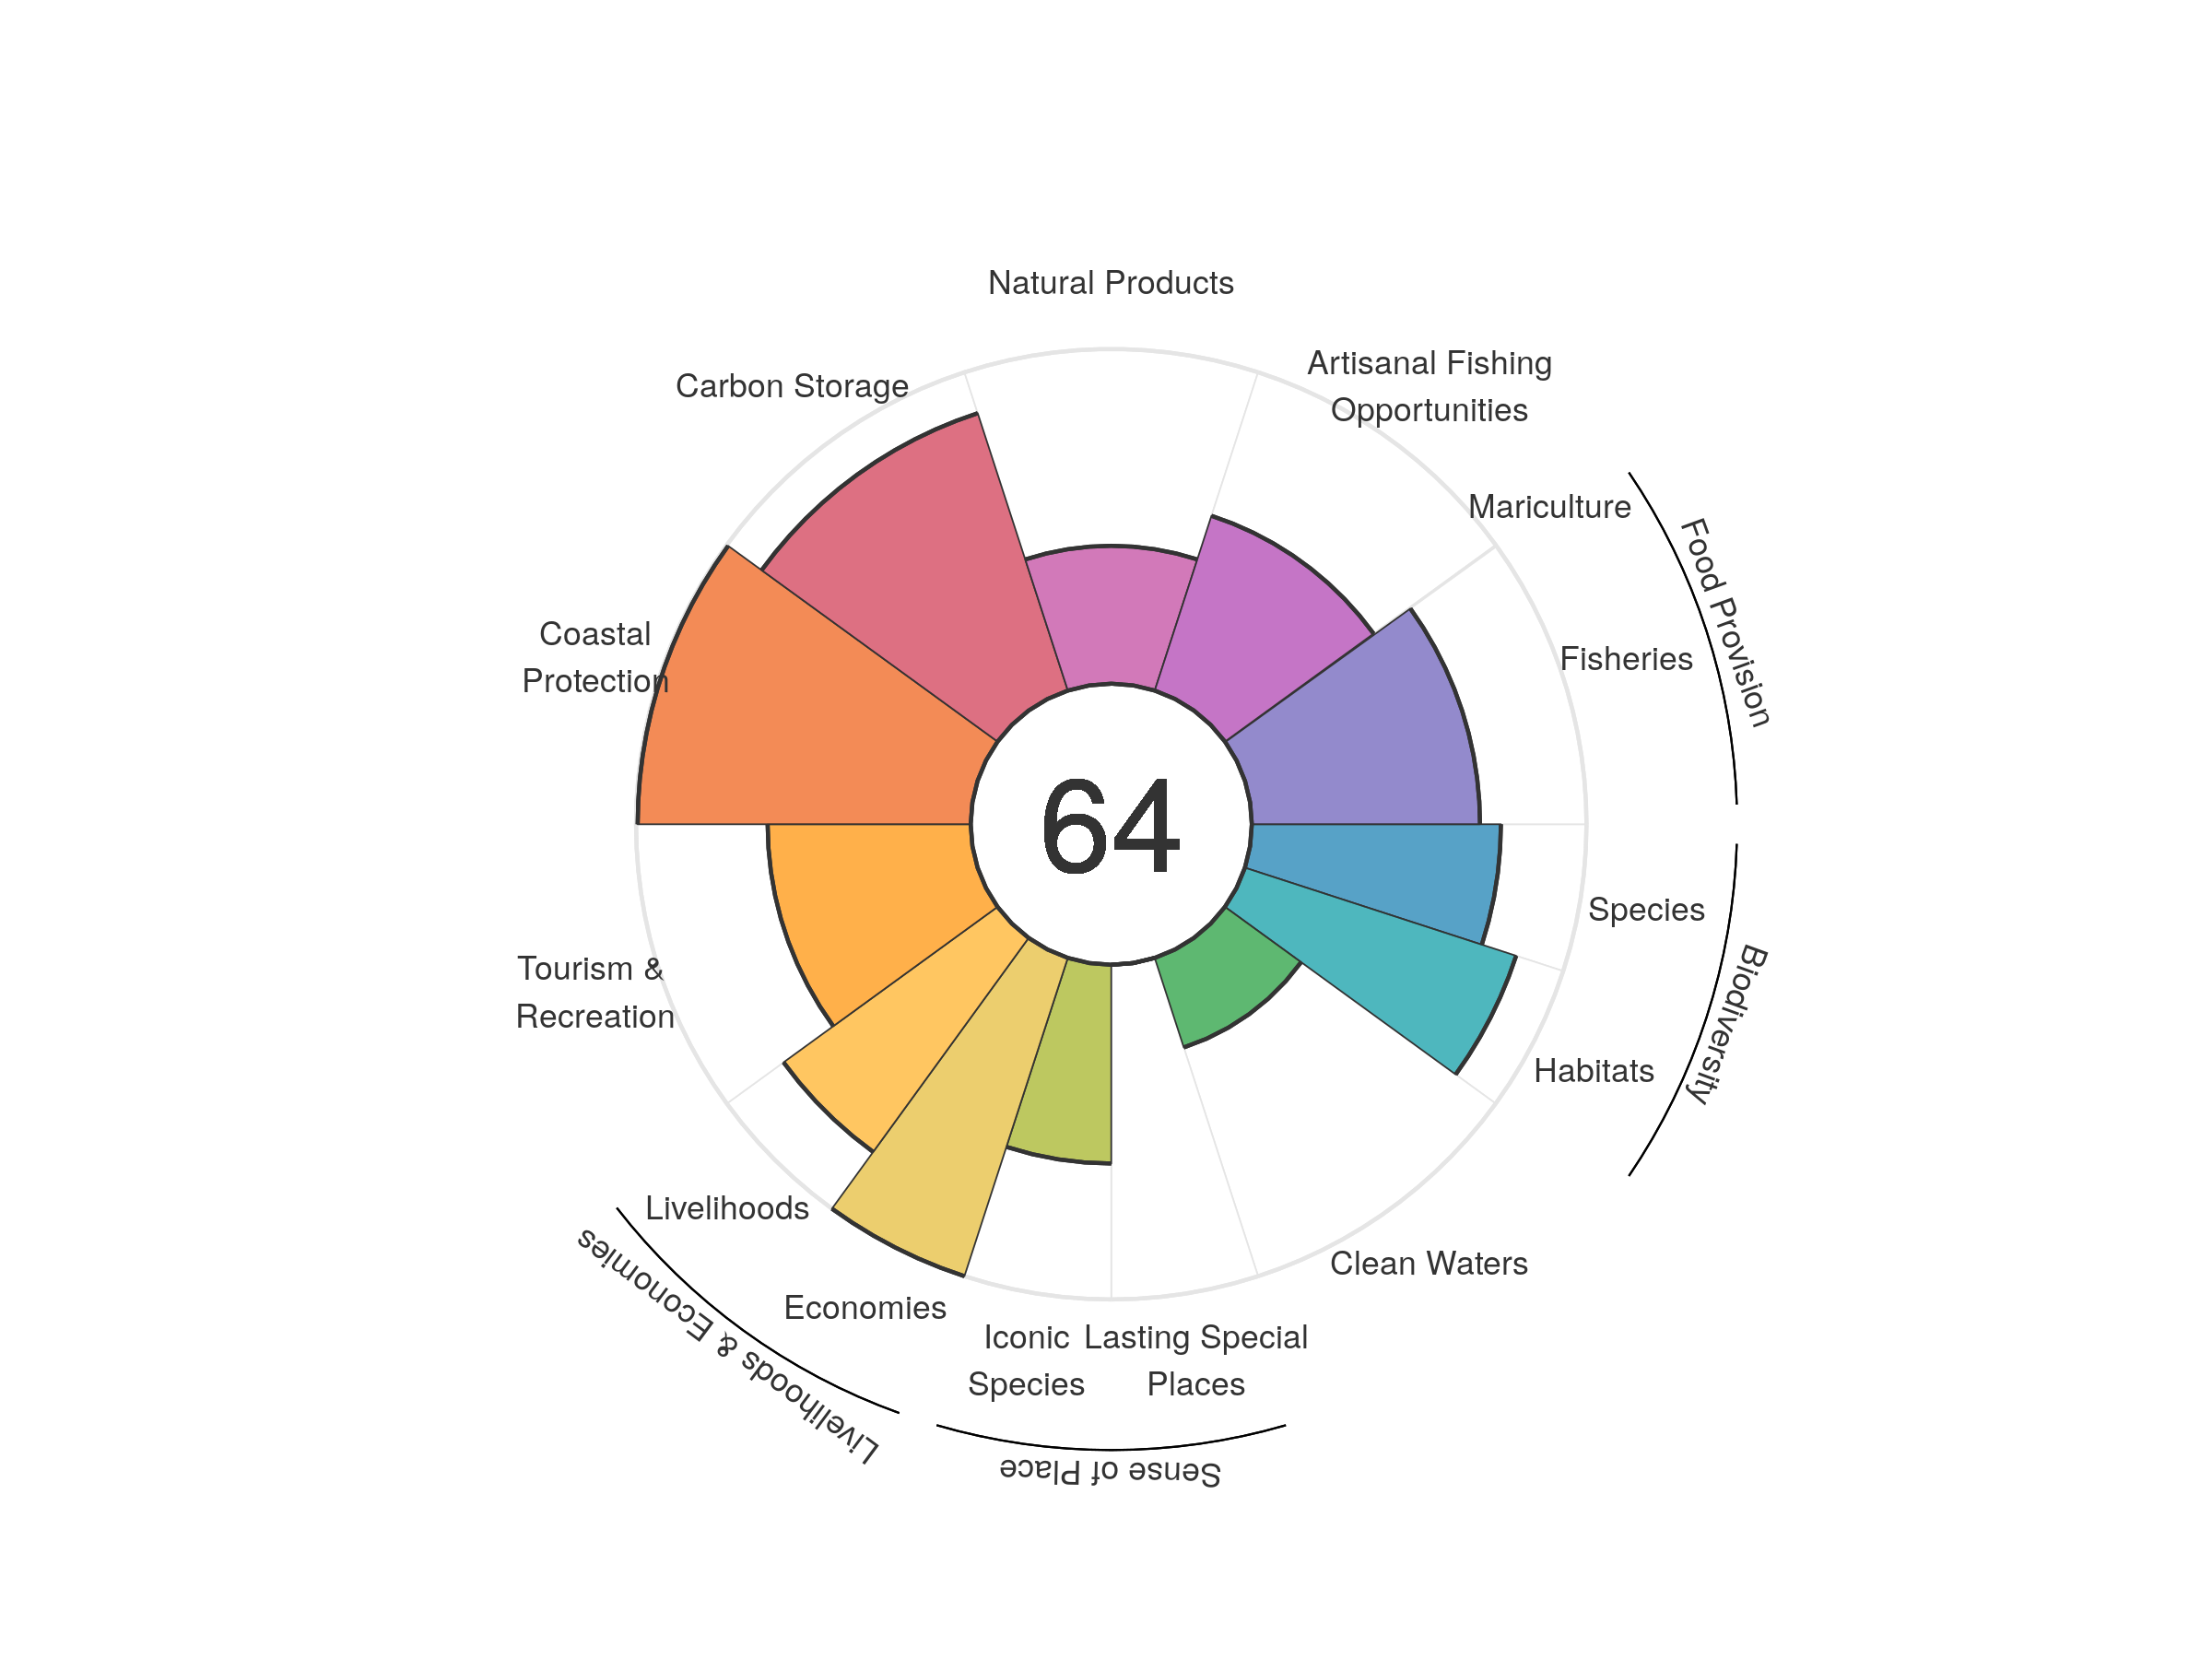 Natural Products
Carbon Storage
Artisanal Fishing
Opportunities
Mariculture
Food Provision
Fisheries
Coastal
Protection
64
Species
Biodiversity
Tourism &
Recreation
Habitats
Livelihoods
Clean Waters
Livelihoods & Economies
Economies
Iconic
Species
Lasting Special
Places
Sense of Place